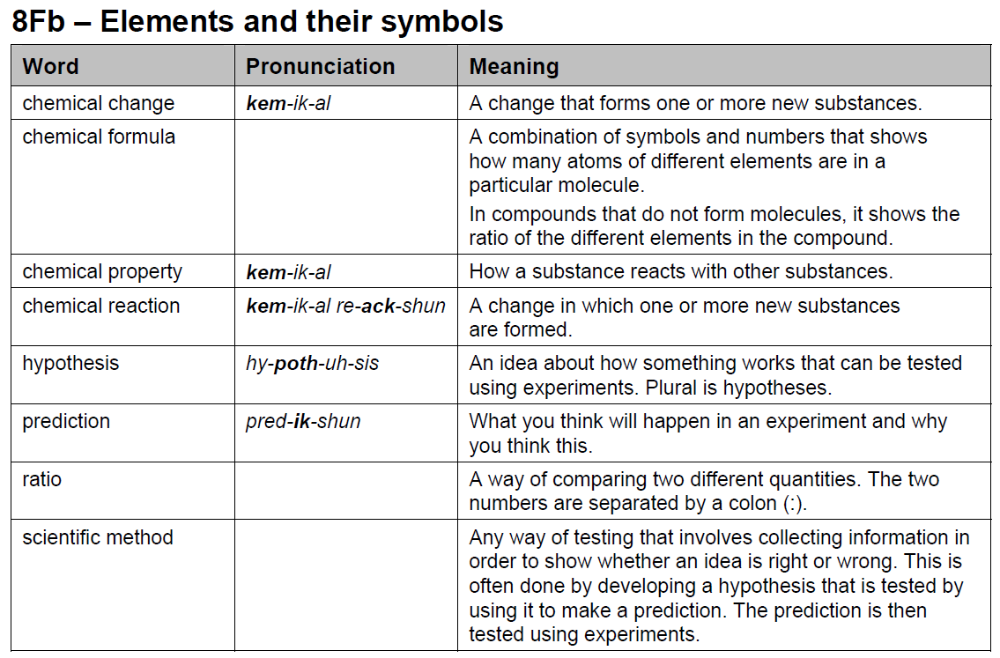 8Fb – Elements and their symbols
Word Pronunciation Meaning
chemical change kem-ik-al A change that forms one or more new substances.
chemical formula A combination of symbols and numbers that shows
how many atoms of different elements are in a
particular molecule.
In compounds that do not form molecules, it shows the
ratio of the different elements in the compound.
chemical property kem-ik-al How a substance reacts with other substances.
chemical reaction kem-ik-al re-ack-shun A change in which one or more new substances
are formed.
hypothesis hy-poth-uh-sis An idea about how something works that can be tested
using experiments. Plural is hypotheses.
prediction pred-ik-shun What you think will happen in an experiment and why
you think this.
ratio A way of comparing two different quantities. The two
numbers are separated by a colon (:).
scientific method Any way of testing that involves collecting information in
order to show whether an idea is right or wrong. This is
often done by developing a hypothesis that is tested by
using it to make a prediction. The prediction is then
tested using experiments.